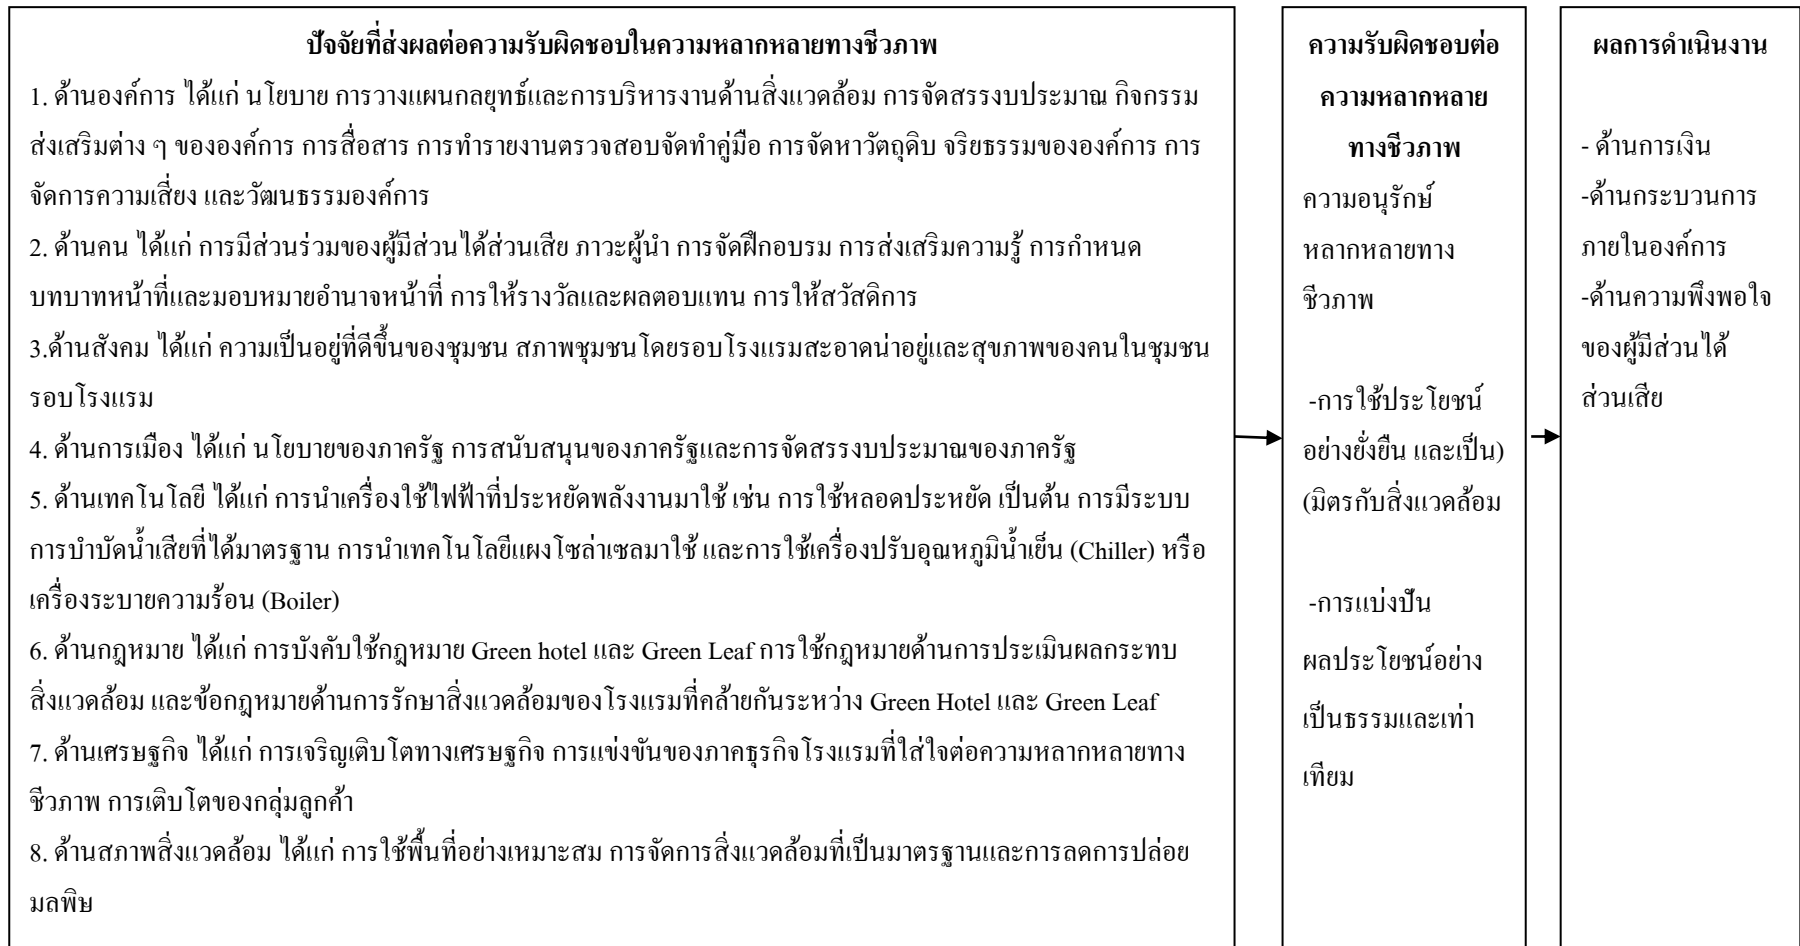 ปัจจัยที่ส่งผลต่อความรับผิดชอบในความหลากหลายทางชีวภาพ
1. ด้านองค์การ ได้แก่ นโยบาย การวางแผนกลยุทธ์และการบริหารงานด้านสิ่งแวดล้อม การจัดสรรงบประมาณ กิจกรรม
ส่งเสริมต่าง ๆ ขององค์การ การสื่อสาร การทำรายงานตรวจสอบจัดทำคู่มือ การจัดหาวัตถุดิบ จริยธรรมขององค์การ การ
จัดการความเสี่ยง และวัฒนธรรมองค์การ
2. ด้านคน ได้แก่ การมีส่วนร่วมของผู้มีส่วนได้ส่วนเสีย ภาวะผู้นำ การจัดฝึกอบรม การส่งเสริมความรู้ การกำหนด
บทบาทหน้าที่และมอบหมายอำนาจหน้าที่ การให้รางวัลและผลตอบแทน การให้สวัสดิการ
3.ด้านสังคม ได้แก่ ความเป็นอยู่ที่ดีขึ้นของชุมชน สภาพชุมชนโดยรอบโรงแรมสะอาดน่าอยู่และสุขภาพของคนในชุมชน
รอบโรงแรม
4. ด้านการเมือง ได้แก่ นโยบายของภาครัฐ การสนับสนุนของภาครัฐและการจัดสรรงบประมาณของภาครัฐ
5. ด้านเทคโนโลยี ได้แก่ การนำเครื่องใช้ไฟฟ้าที่ประหยัดพลังงานมาใช้ เช่น การใช้หลอดประหยัด เป็นต้น การมีระบบ
การบำบัดน้ำเสียที่ได้มาตรฐาน การนำเทคโนโลยีแผงโซล่าเซลมาใช้ และการใช้เครื่องปรับอุณหภูมิน้ำเย็น (Chiller) หรือ
เครื่องระบายความร้อน (Boiler)
6. ด้านกฎหมาย ได้แก่ การบังคับใช้กฎหมาย Green hotel และ Green Leaf การใช้กฎหมายด้านการประเมินผลกระทบ
สิ่งแวดล้อม และข้อกฎหมายด้านการรักษาสิ่งแวดล้อมของโรงแรมที่คล้ายกันระหว่าง Green Hotel และ Green Leaf
7. ด้านเศรษฐกิจ ได้แก่ การเจริญเติบโตทางเศรษฐกิจ การแข่งขันของภาคธุรกิจโรงแรมที่ใส่ใจต่อความหลากหลายทาง
ชีวภาพ การเติบโตของกลุ่มลูกค้า
8. ด้านสภาพสิ่งแวดล้อม ได้แก่ การใช้พื้นที่อย่างเหมาะสม การจัดการสิ่งแวดล้อมที่เป็นมาตรฐานและการลดการปล่อย
มลพิษ
ความรับผิดชอบต่อ
ความหลากหลาย
ทางชีวภาพ
ความอนุรักษ์
หลากหลายทาง
ชีวภาพ
-การใช้ประโยชน์
อย่างยั่งยืน และเป็น)
(มิตรกับสิ่งแวดล้อม
-การแบ่งปัน
ผลประโยชน์อย่าง
เป็นธรรมและเท่า
เทียม
ผลการดำเนินงาน
- ด้านการเงิน
-ด้านกระบวนการ
ภายในองค์การ
-ด้านความพึงพอใจ
ของผู้มีส่วนได้
ส่วนเสีย